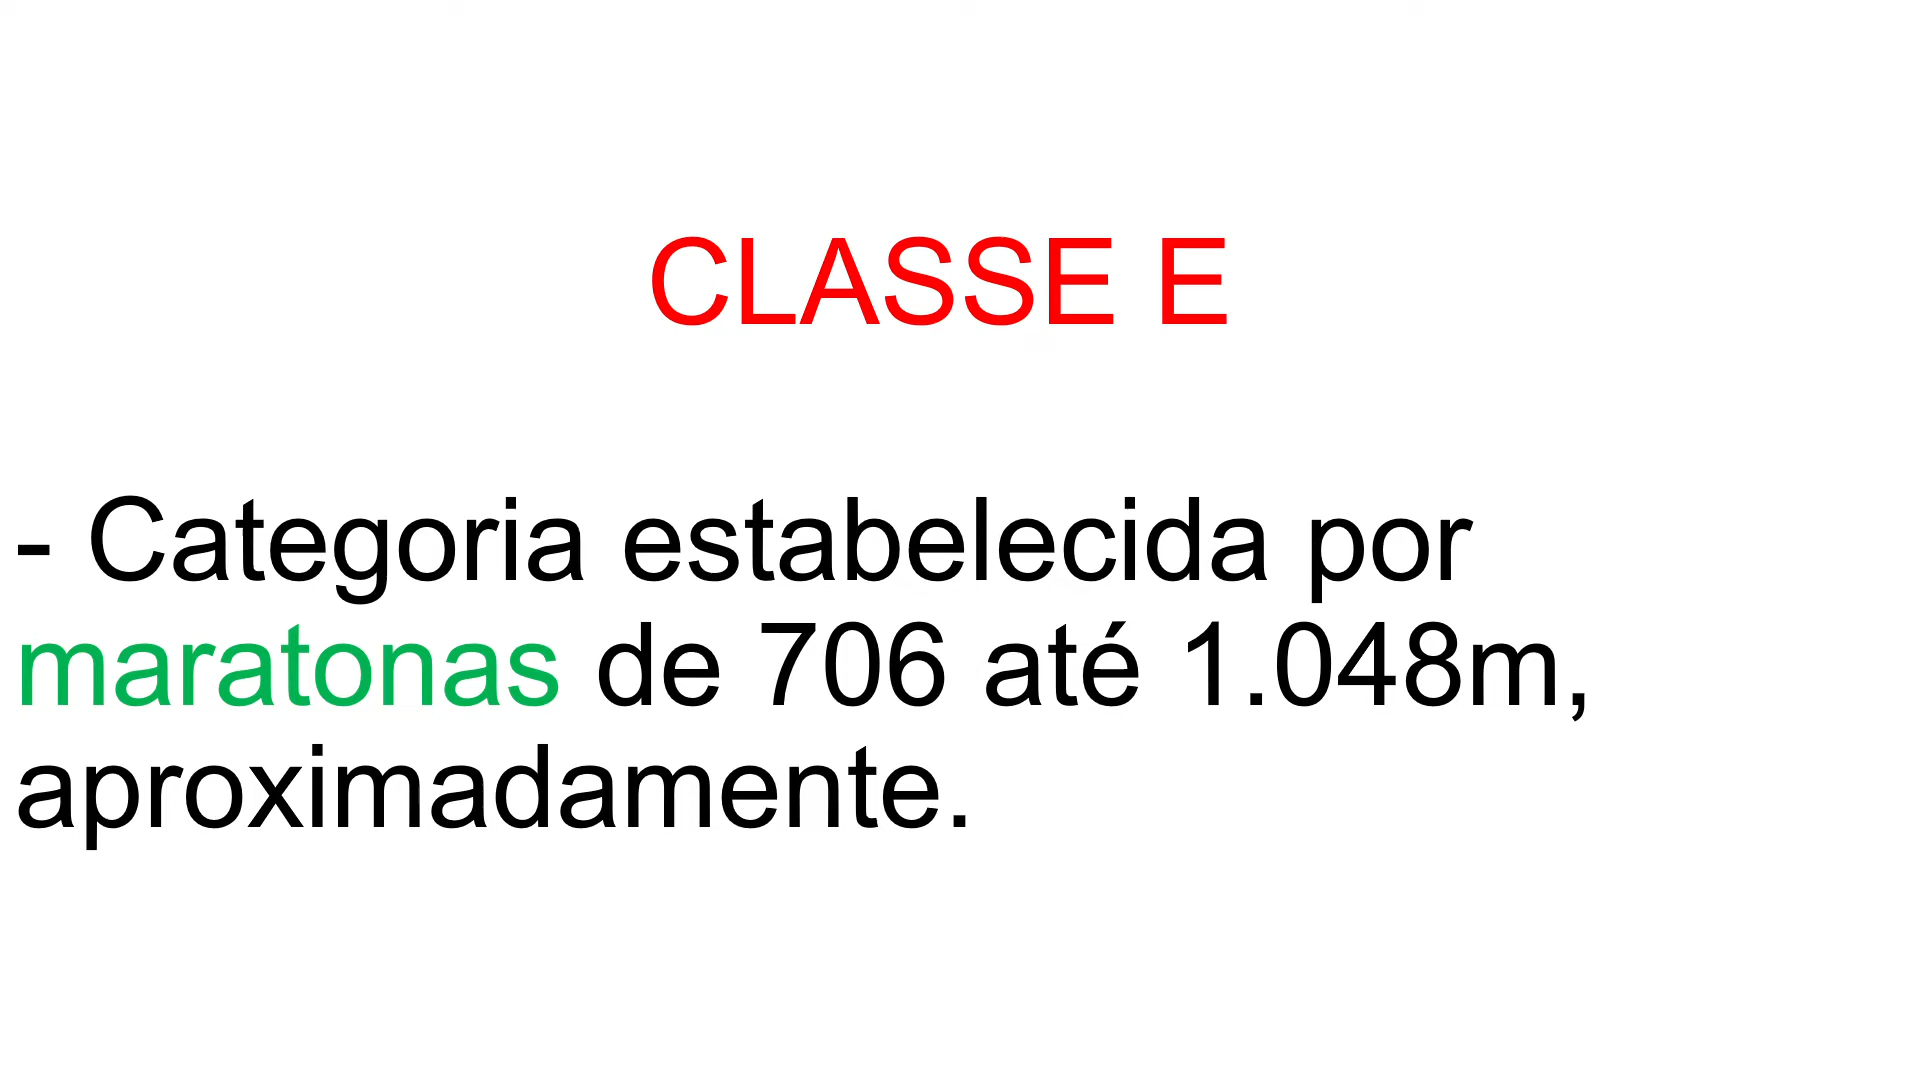 CLASSE E
- Categoria estabelecida por
maratonas de 706 até 1.048m,
aproximadamente.